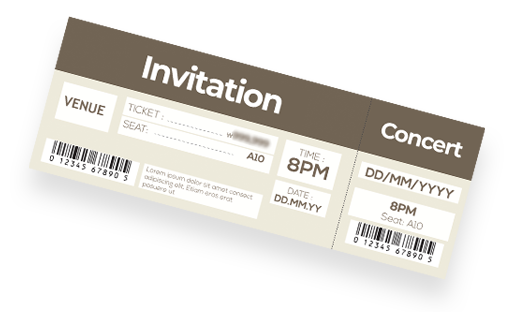 Invitation
VENUE
TICKET :
SEAT:
A10
TIME :
8PM
DATE :
DD.MM.YY
0 12345 67890 5
Lorem ipsum dolor sit amet consect
adipiscing elit, Etiam eros erat
posuere ut
Concert
DD/MM/YYYY
8PM
Seat: A10
0 12345 67890 5